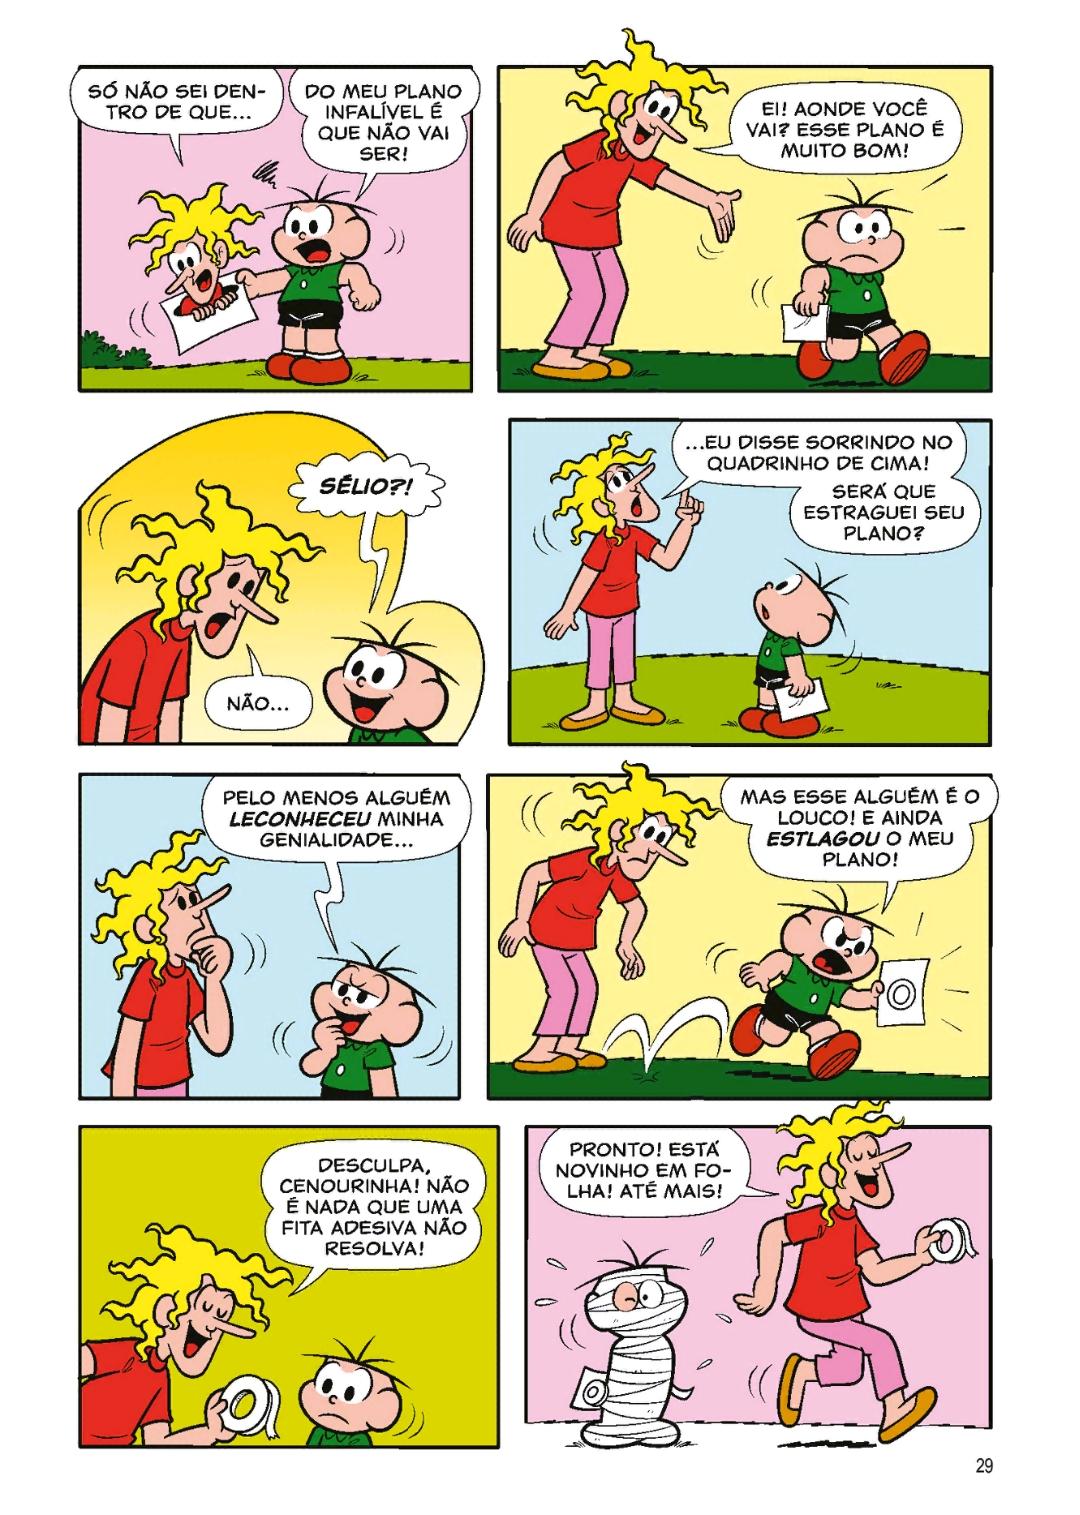 SÓ NÃO SEI DEN-
TRO DE QUE...
DO MEU PLANO
INFALÍVEL É
QUE NÃO VAI
SER!
EI! AONDE VOCÊ
VAI? ESSE PLANO É
MUITO BOM!
SÉLIO?!
NÃO...
...EU DISSE SORRINDO NO
QUADRINHO DE CIMA!
SERÁ QUE
ESTRAGUEI SEU
PLANO?
PELO MENOS ALGUÉM
LECONHECEU MINHA
GENIALIDADE...
MAS ESSE ALGUÉM É O
LOUCO! E AINDA
ESTLAGOU O MEU
PLANO!
DESCULPA,
CENOURINHA! NÃO
É NADA QUE UMA
FITA ADESIVA NÃO
RESOLVA!
PRONTO! ESTÁ
NOVINHO EM FO-
LHA! ATÉ MAIS!
29